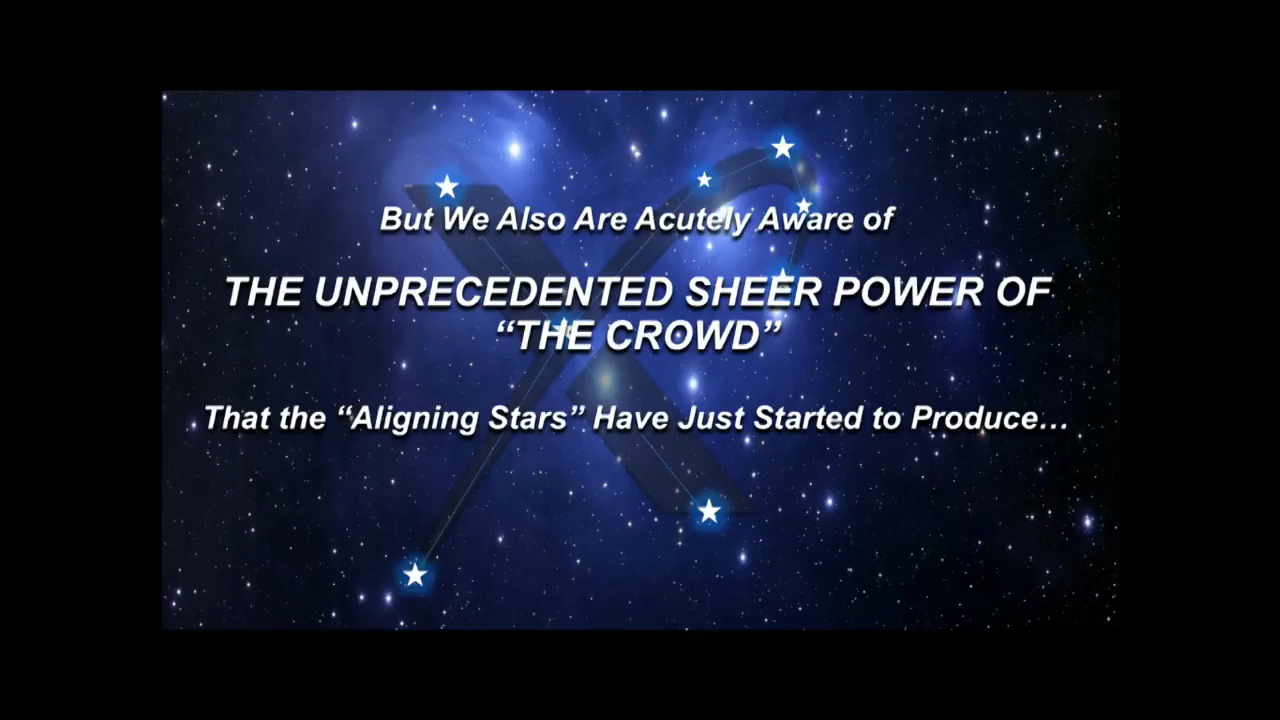 But We Also Are Acutely Aware of
THE UNPRECEDENTED SHEER POWER OF
“THE CROWD”
That the “Aligning Stars” Have Just Started to Produce…